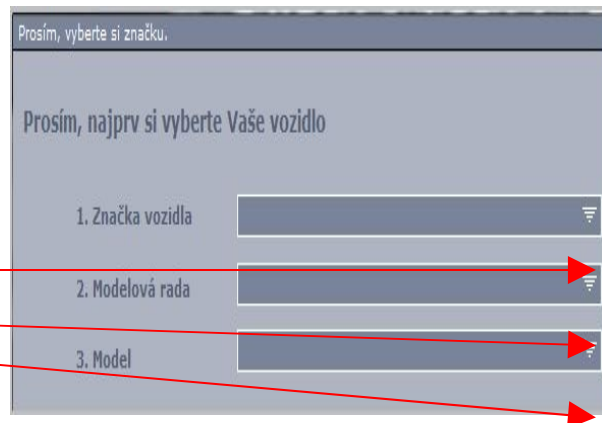 Prosím, vyberte si značku.
Prosím, najprv si vyberte Vaše vozidlo
1. Značka vozidla
2. Modelová rada
3. Model